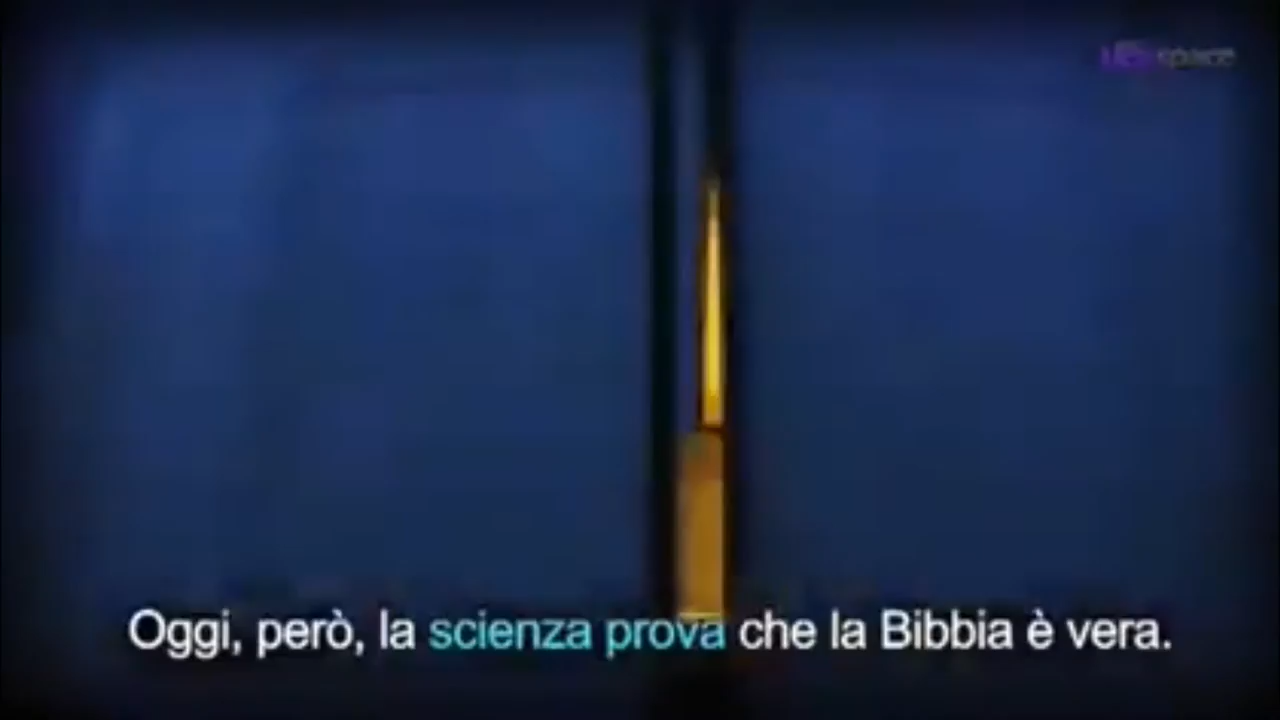 Oggi, però, la scienza prova che la Bibbia è vera.